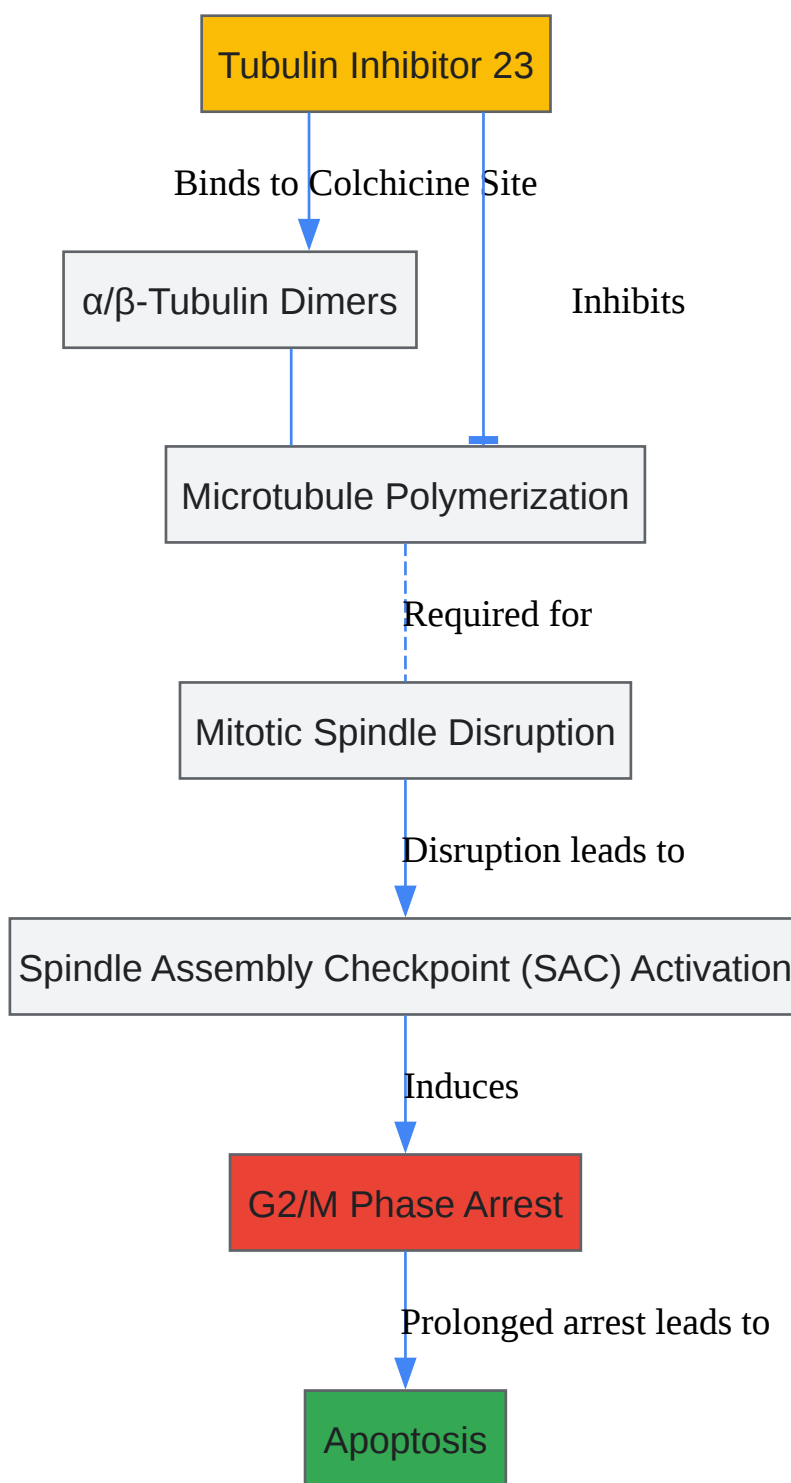 Tubulin Inhibitor 23
Binds to Colchicine Site
α/β-Tubulin Dimers
Inhibits
Microtubule Polymerization
Required for
Mitotic Spindle Disruption
Disruption leads to
Spindle Assembly Checkpoint (SAC) Activation
Induces
G2/M Phase Arrest
Prolonged arrest leads to
Apoptosis